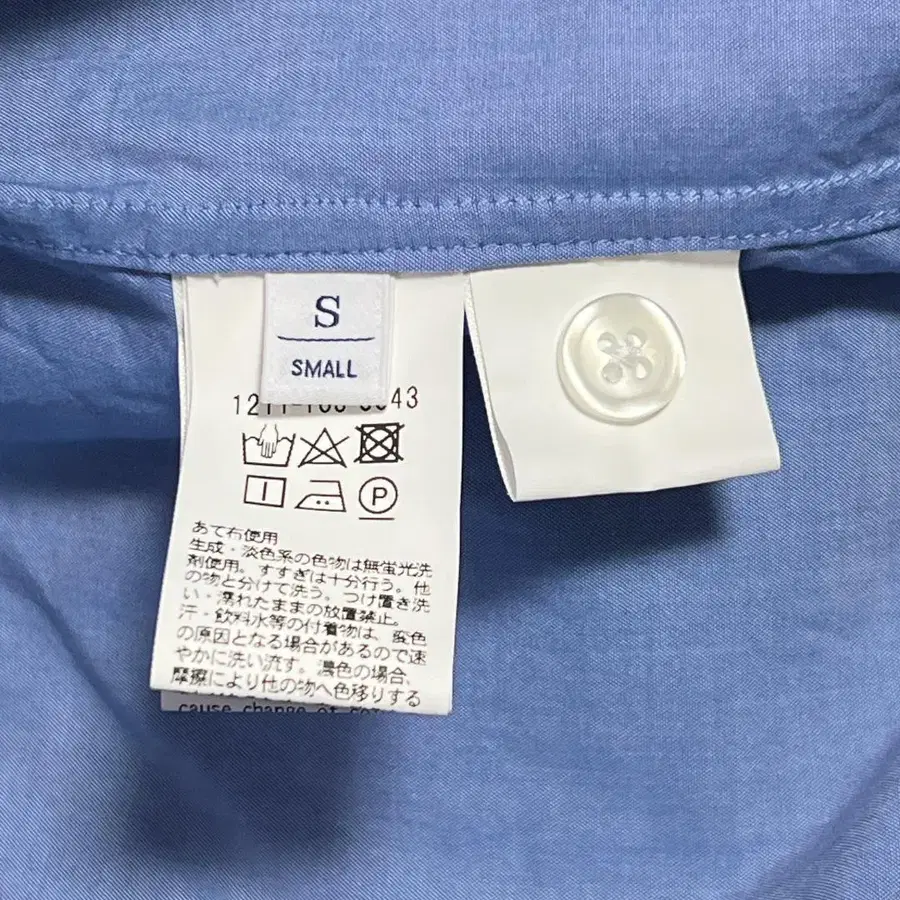 S
SMALL
P
あて布使用
生成・淡色系の色物は無蛍光洗
剤使用。すすぎは十分行う。他
の物と分けて洗う。つけ置き洗
い・濡れたままの放置禁止。
汗・飲料水等の付着物は、変色
の原因となる場合があるので速
やかに洗い流す。濃色の場合、
摩擦により他の物へ色移りする
cause change of